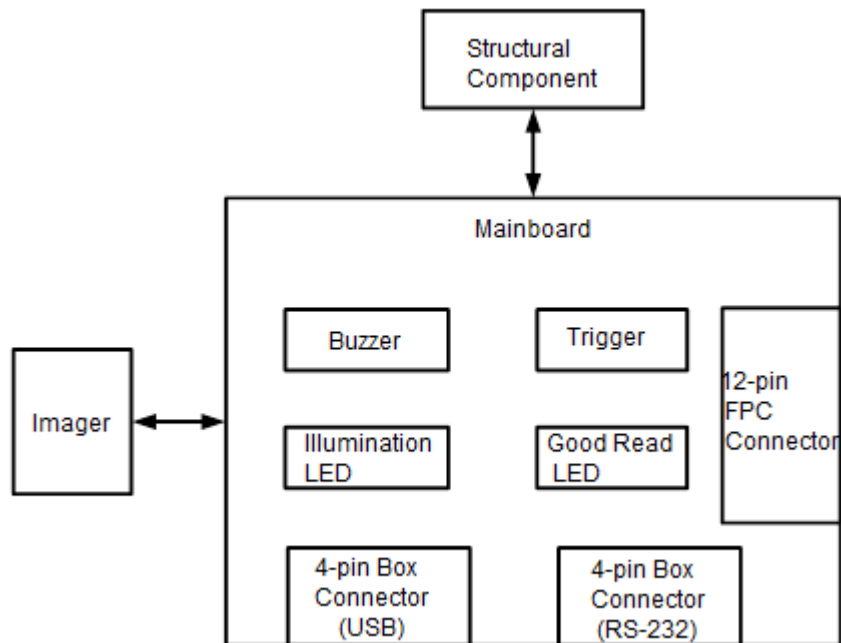 Structural
Component
Mainboard
Buzzer
Trigger
12-pin
FPC
Connector
Imager
Illumination
LED
Good Read
LED
4-pin Box
Connector
(USB)
4-pin Box
Connector
(RS-232)